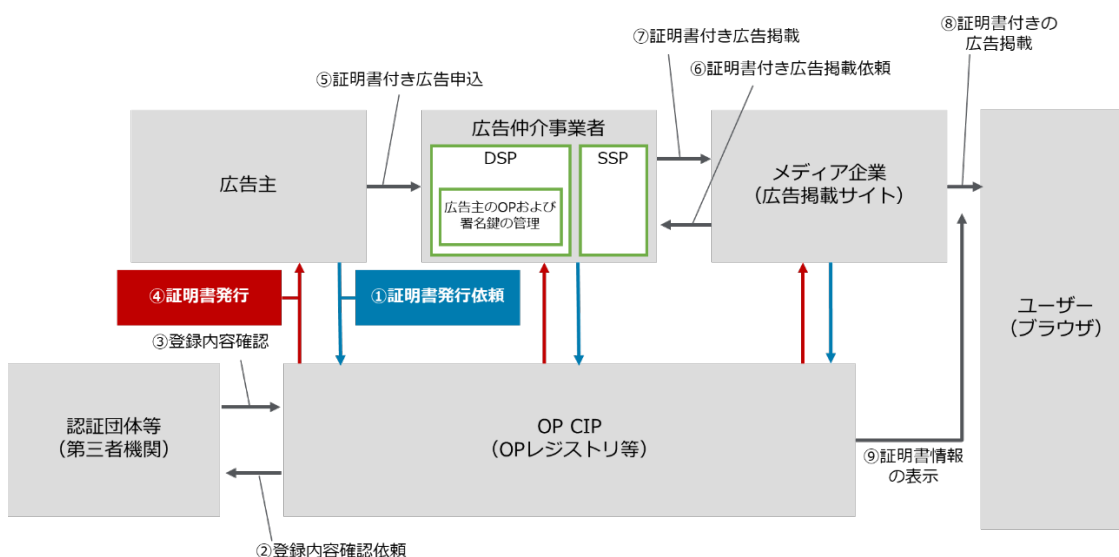 ⑧証明書付きの
広告掲載
⑦証明書付き広告掲載
⑥証明書付き広告掲載依頼
⑤証明書付き広告申込
広告主
広告仲介事業者
DSP
SSP
広告主のOPおよび
署名鍵の管理
メディア企業
（広告掲載サイト）
④証明書発行
①証明書発行依頼
ユーザー
（ブラウザ）
③登録内容確認
認証団体等
（第三者機関）
OP CIP
（OPレジストリ等）
⑨証明書情報
の表示
②登録内容確認依頼